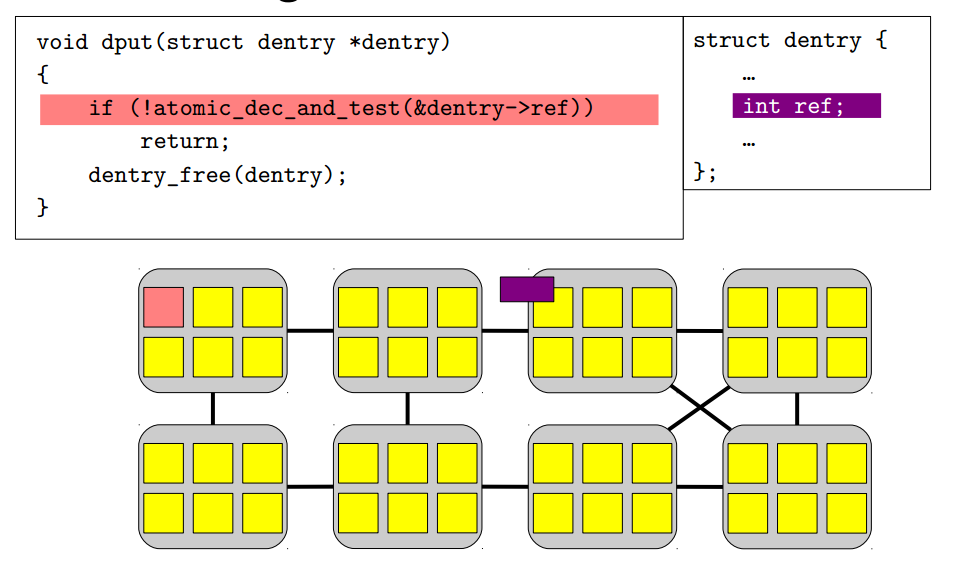 void dput(struct dentry *dentry)
{
if (!atomic_dec_and_test(&dentry->ref))
return;
dentry_free(dentry);
}
struct dentry {
…
int ref;
…
};